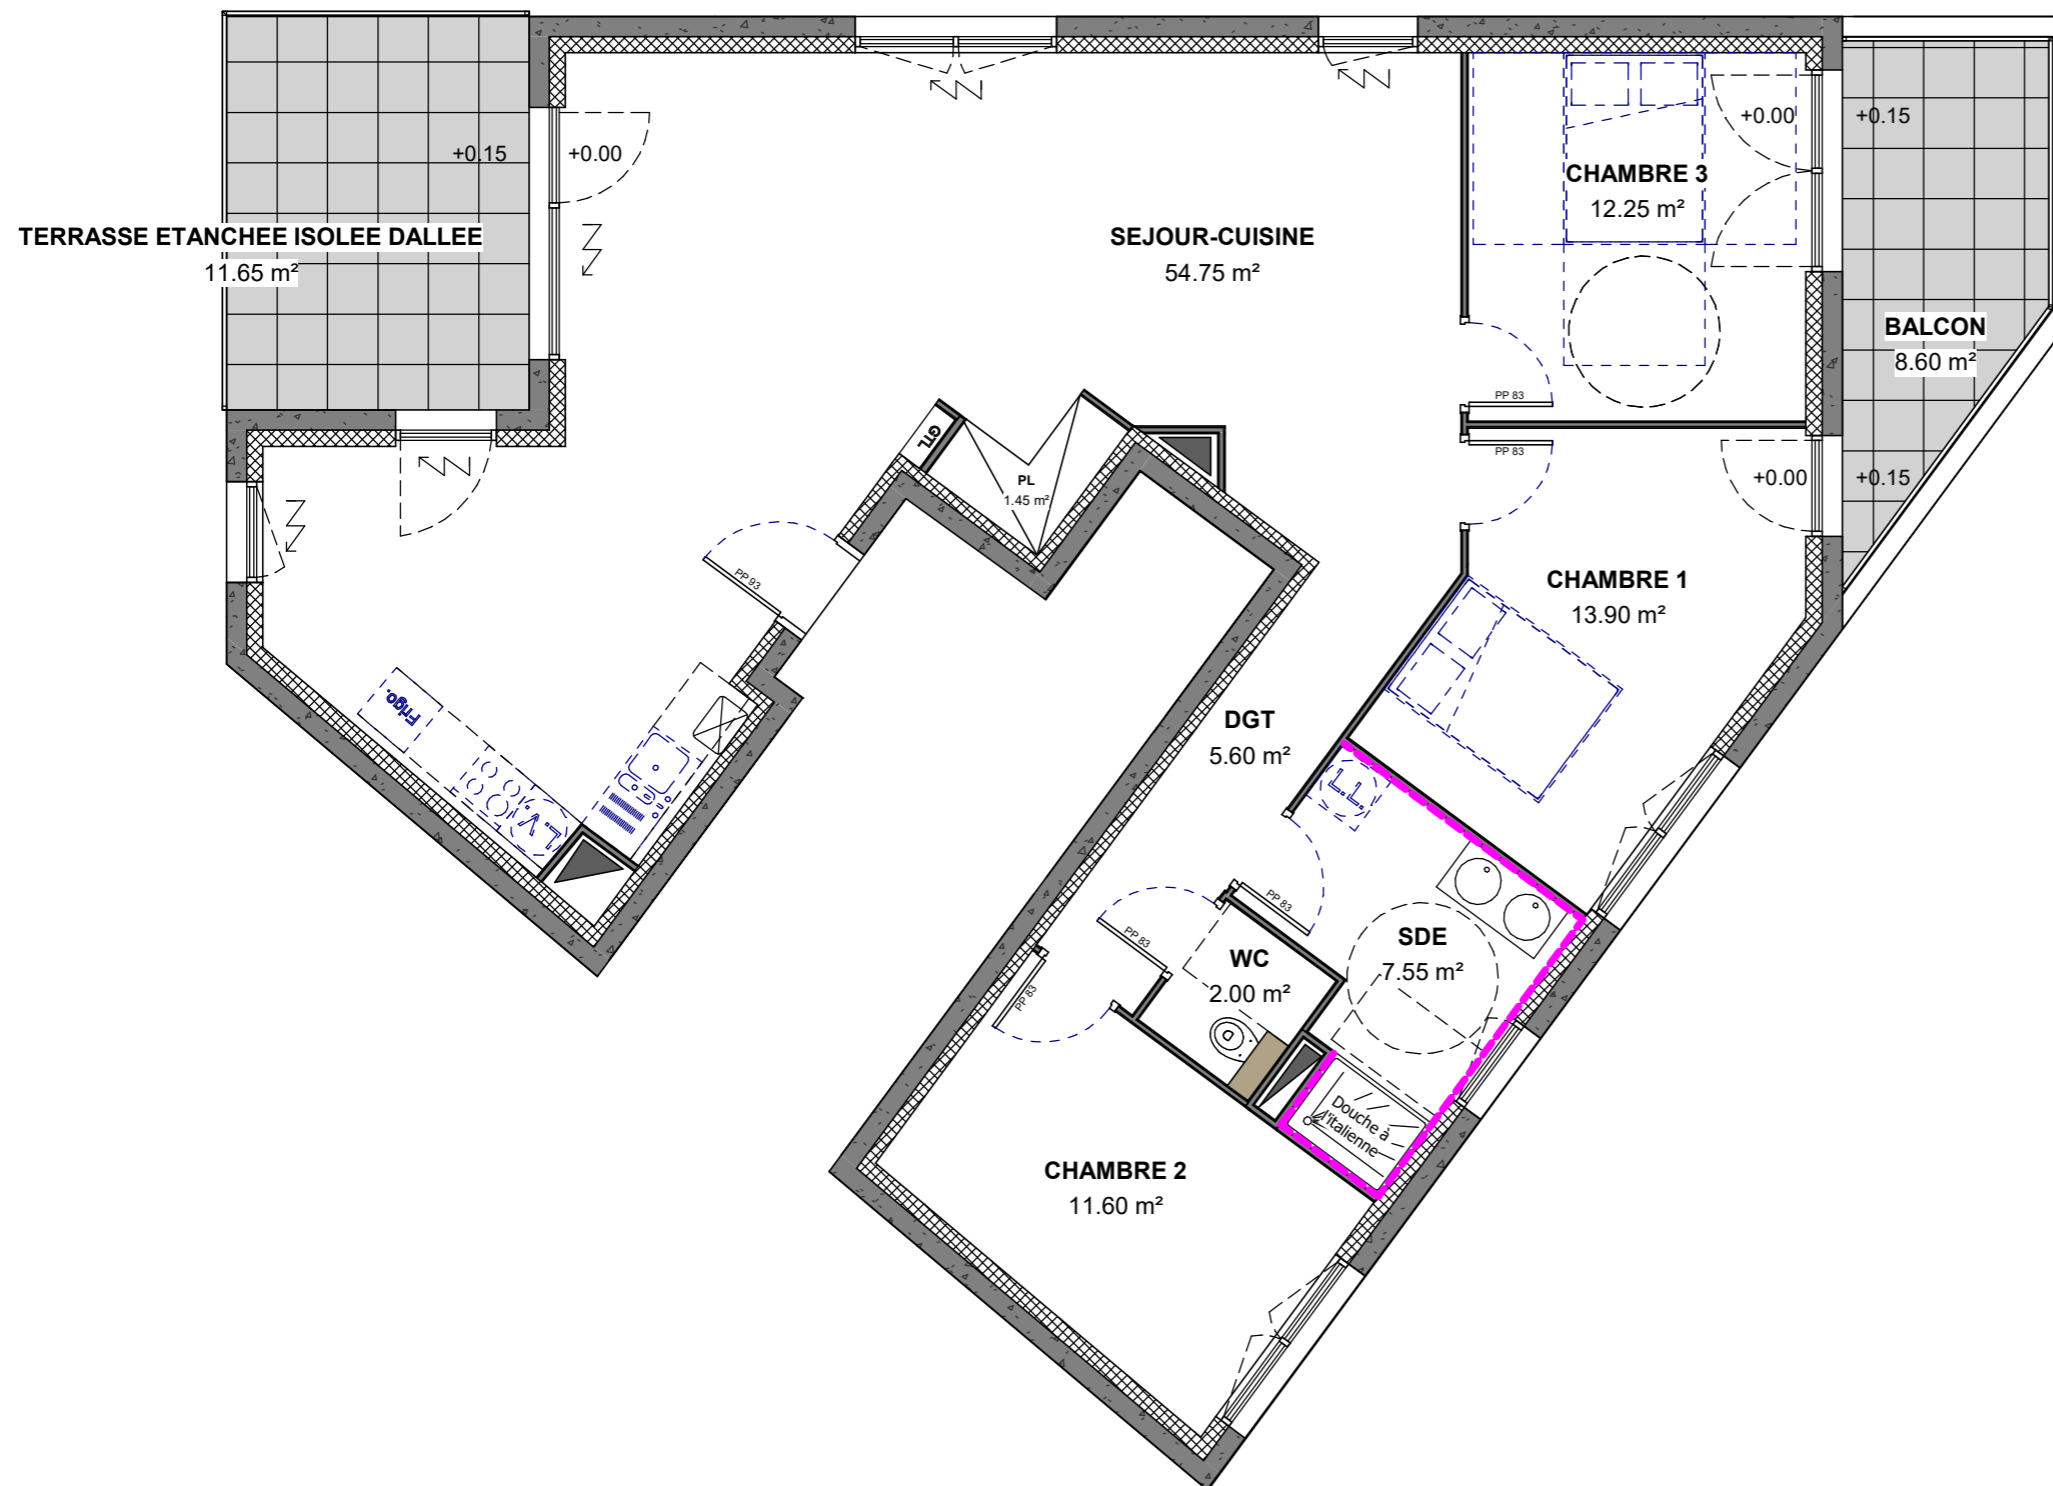 +0.15
+0.00
TERRASSE ETANCHEE ISOLEE DALLEE
11.65 m²
SEJOUR-CUISINE
54.75 m²
CHAMBRE 3
12.25 m²
+0.00
+0.15
BALCON
8.60 m²
PP 83
PP 83
GTL
PL
1.45 m²
+0.00
+0.15
CHAMBRE 1
13.90 m²
PP 93
Frigo.
L.V.
DGT
5.60 m²
L.L.
PP 83
PP 83
PP 83
WC
2.00 m²
SDE
7.55 m²
Douche à
l'italienne
CHAMBRE 2
11.60 m²